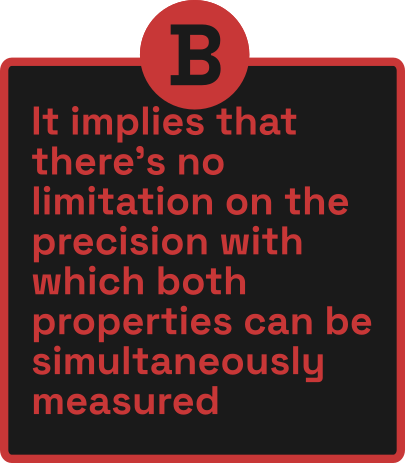 B
It implies that
there's no
limitation on the
precision with
which both
properties can be
simultaneously
measured